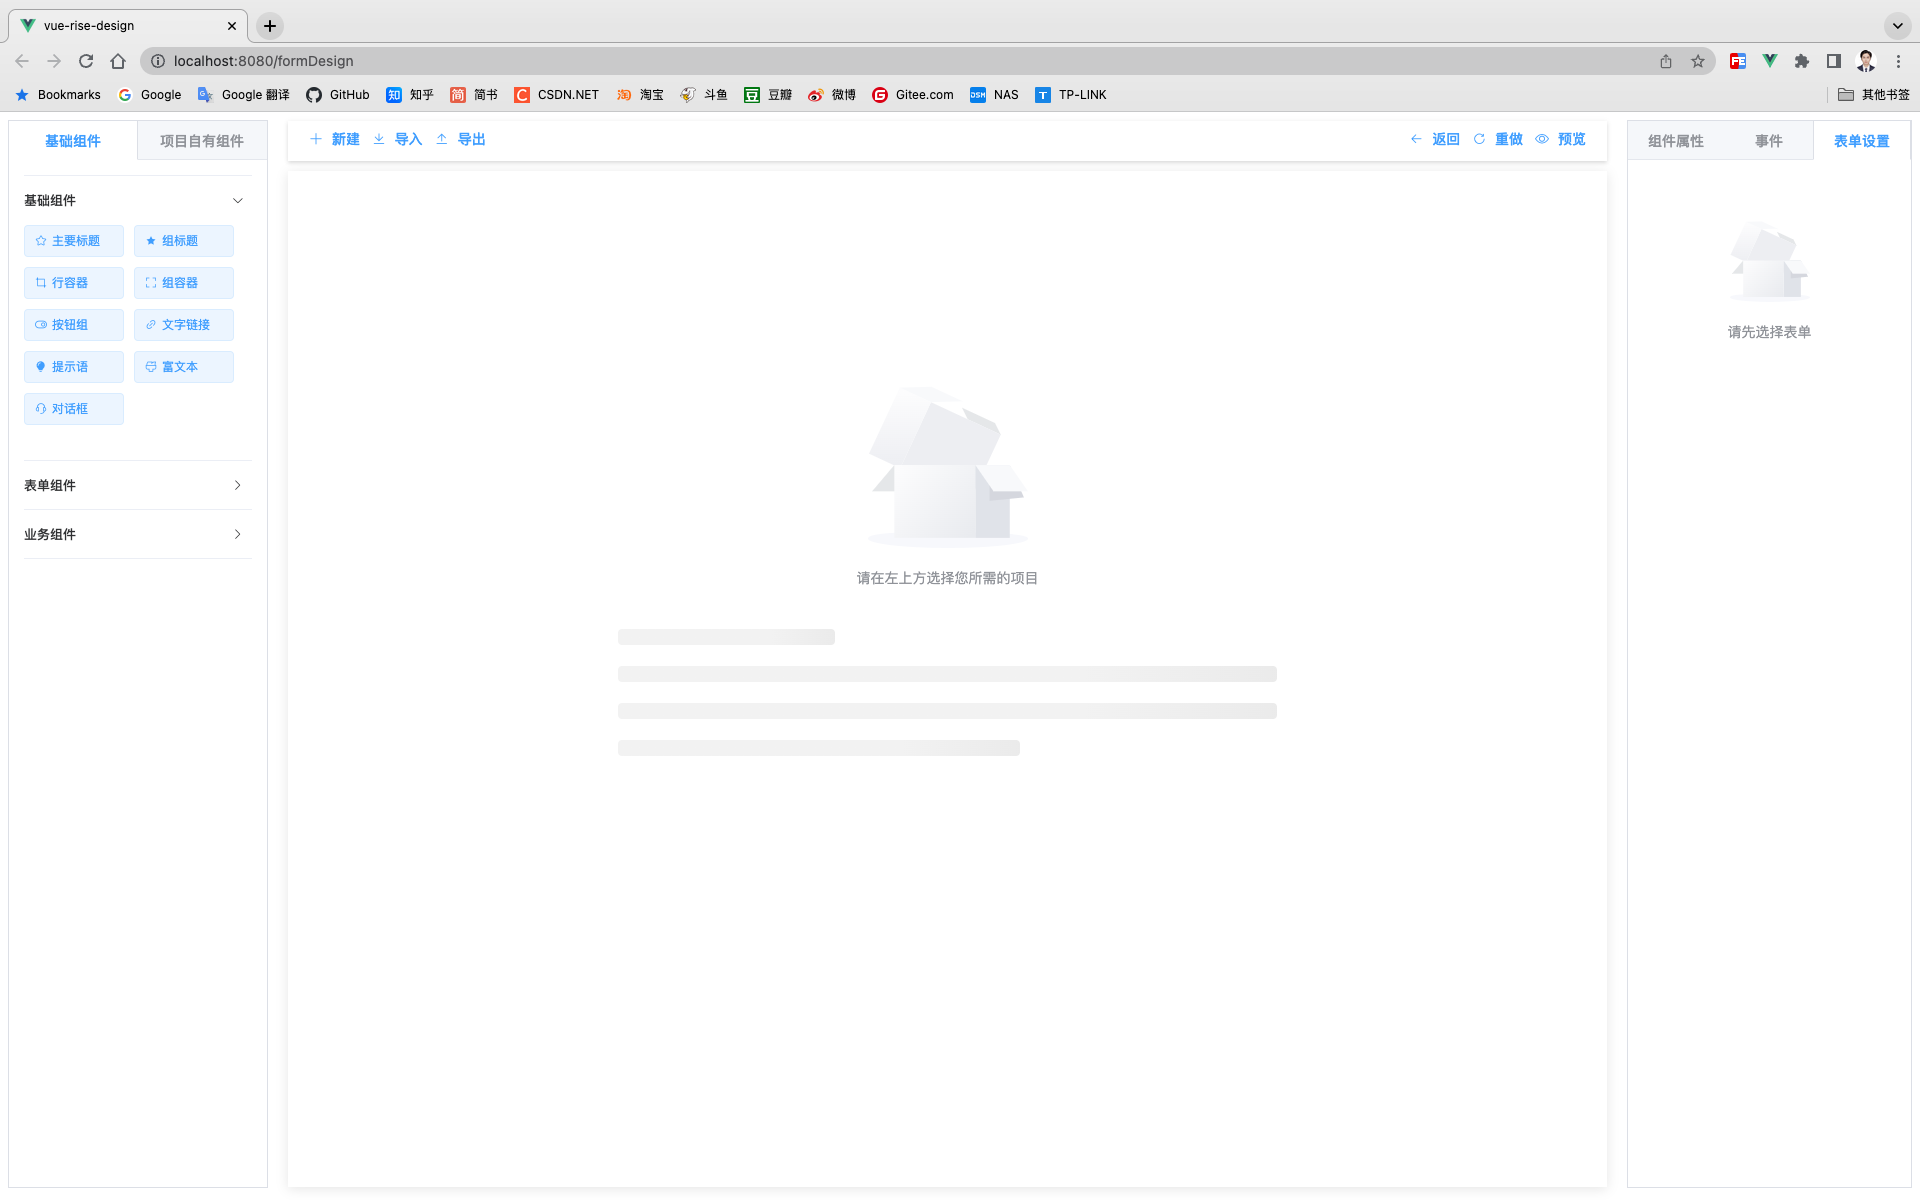 vue-rise-design
localhost:8080/formDesign
Bookmarks Google Google 翻译 GitHub 知乎 简书 CSDN.NET 淘宝 斗鱼 豆瓣 微博 Gitee.com NAS TP-LINK 其他书签
基础组件 项目自有组件
新建 导入 导出 返回 重做 预览
组件属性 事件 表单设置
基础组件
主要标题 组标题
行容器 组容器
按钮组 文字链接
提示语 富文本
对话框
表单组件
业务组件
请在左上方选择您所需的项目
请先选择表单